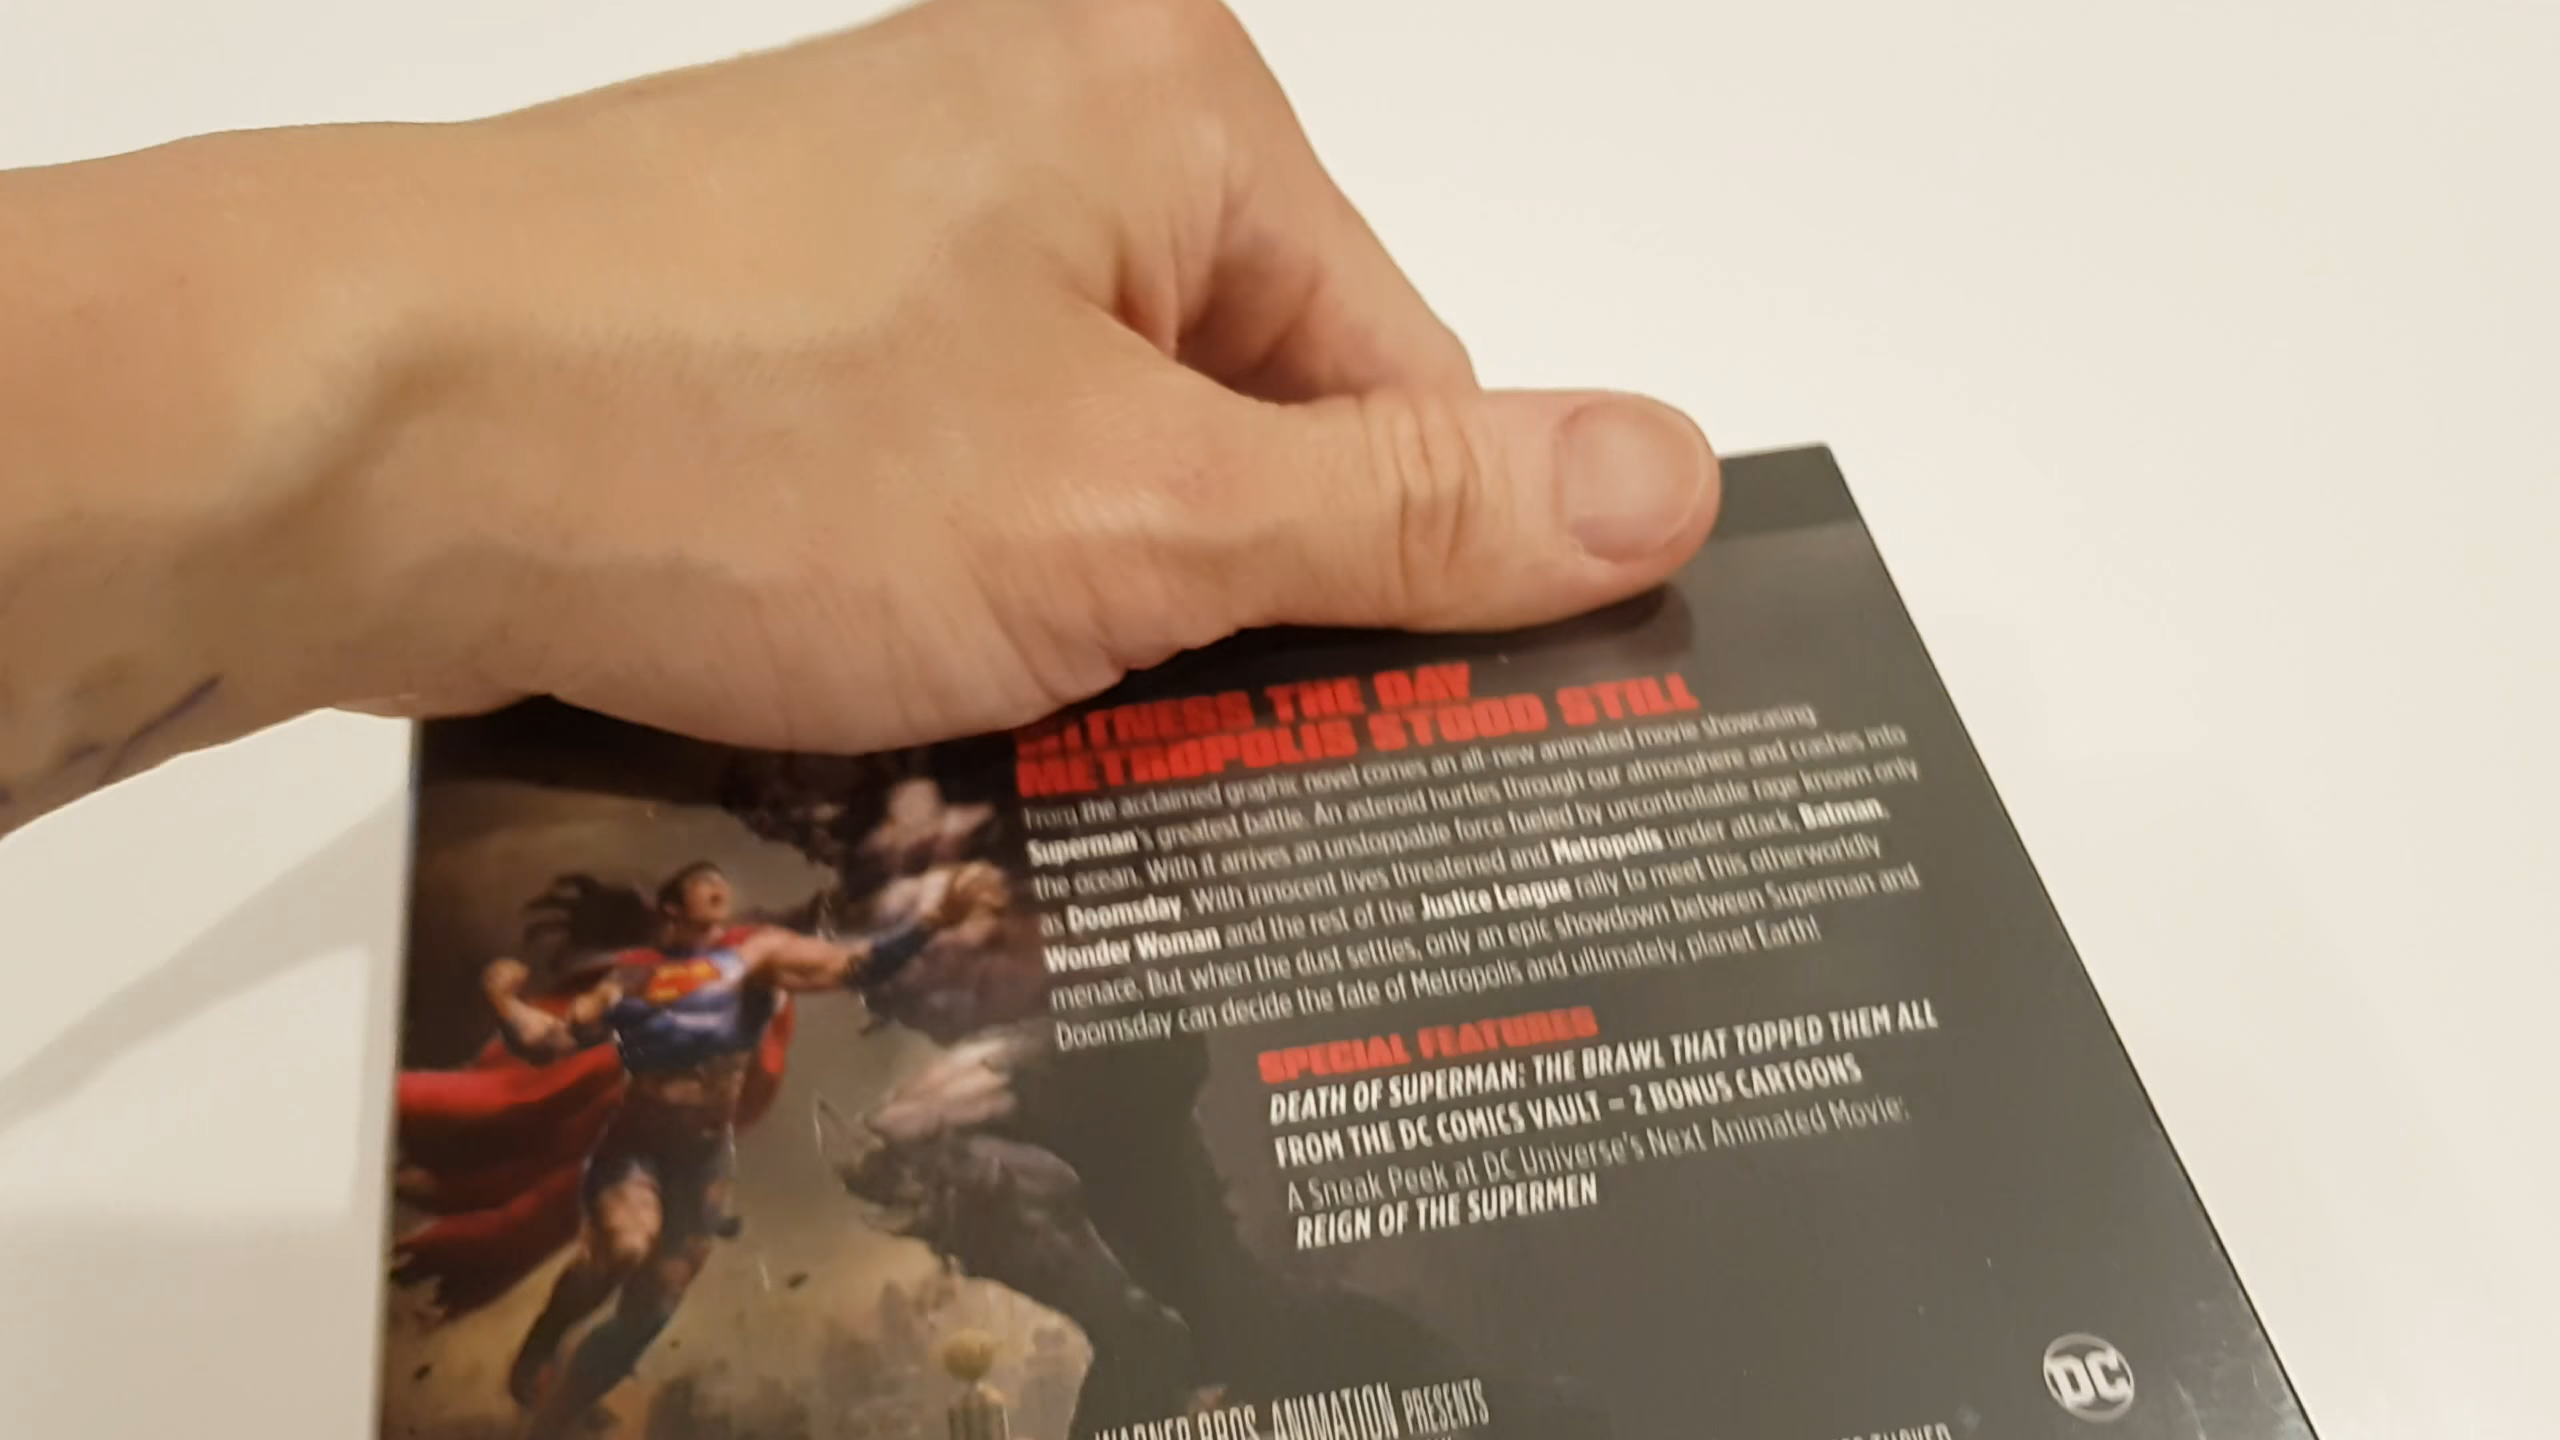 WITNESS THE DAY
METROPOLIS STOOD STILL
From the acclaimed graphic novel comes an all-new animated movie showcasing
Superman's greatest battle. An asteroid hurtles through our atmosphere and crashes into
the ocean. With it arrives an unstoppable force fueled by uncontrollable rage known only
as Doomsday. With innocent lives threatened and Metropolis under attack, Batman,
Wonder Woman and the rest of the Justice League rally to meet this otherworldly
menace. But when the dust settles, only an epic showdown between Superman and
Doomsday can decide the fate of Metropolis and ultimately, planet Earth!
SPECIAL FEATURES
DEATH OF SUPERMAN: THE BRAWL THAT TOPPED THEM ALL
FROM THE DC COMICS VAULT – 2 BONUS CARTOONS
A Sneak Peek at DC Universe's Next Animated Movie:
REIGN OF THE SUPERMEN
DC
WARNER BROS. ANIMATION PRESENTS